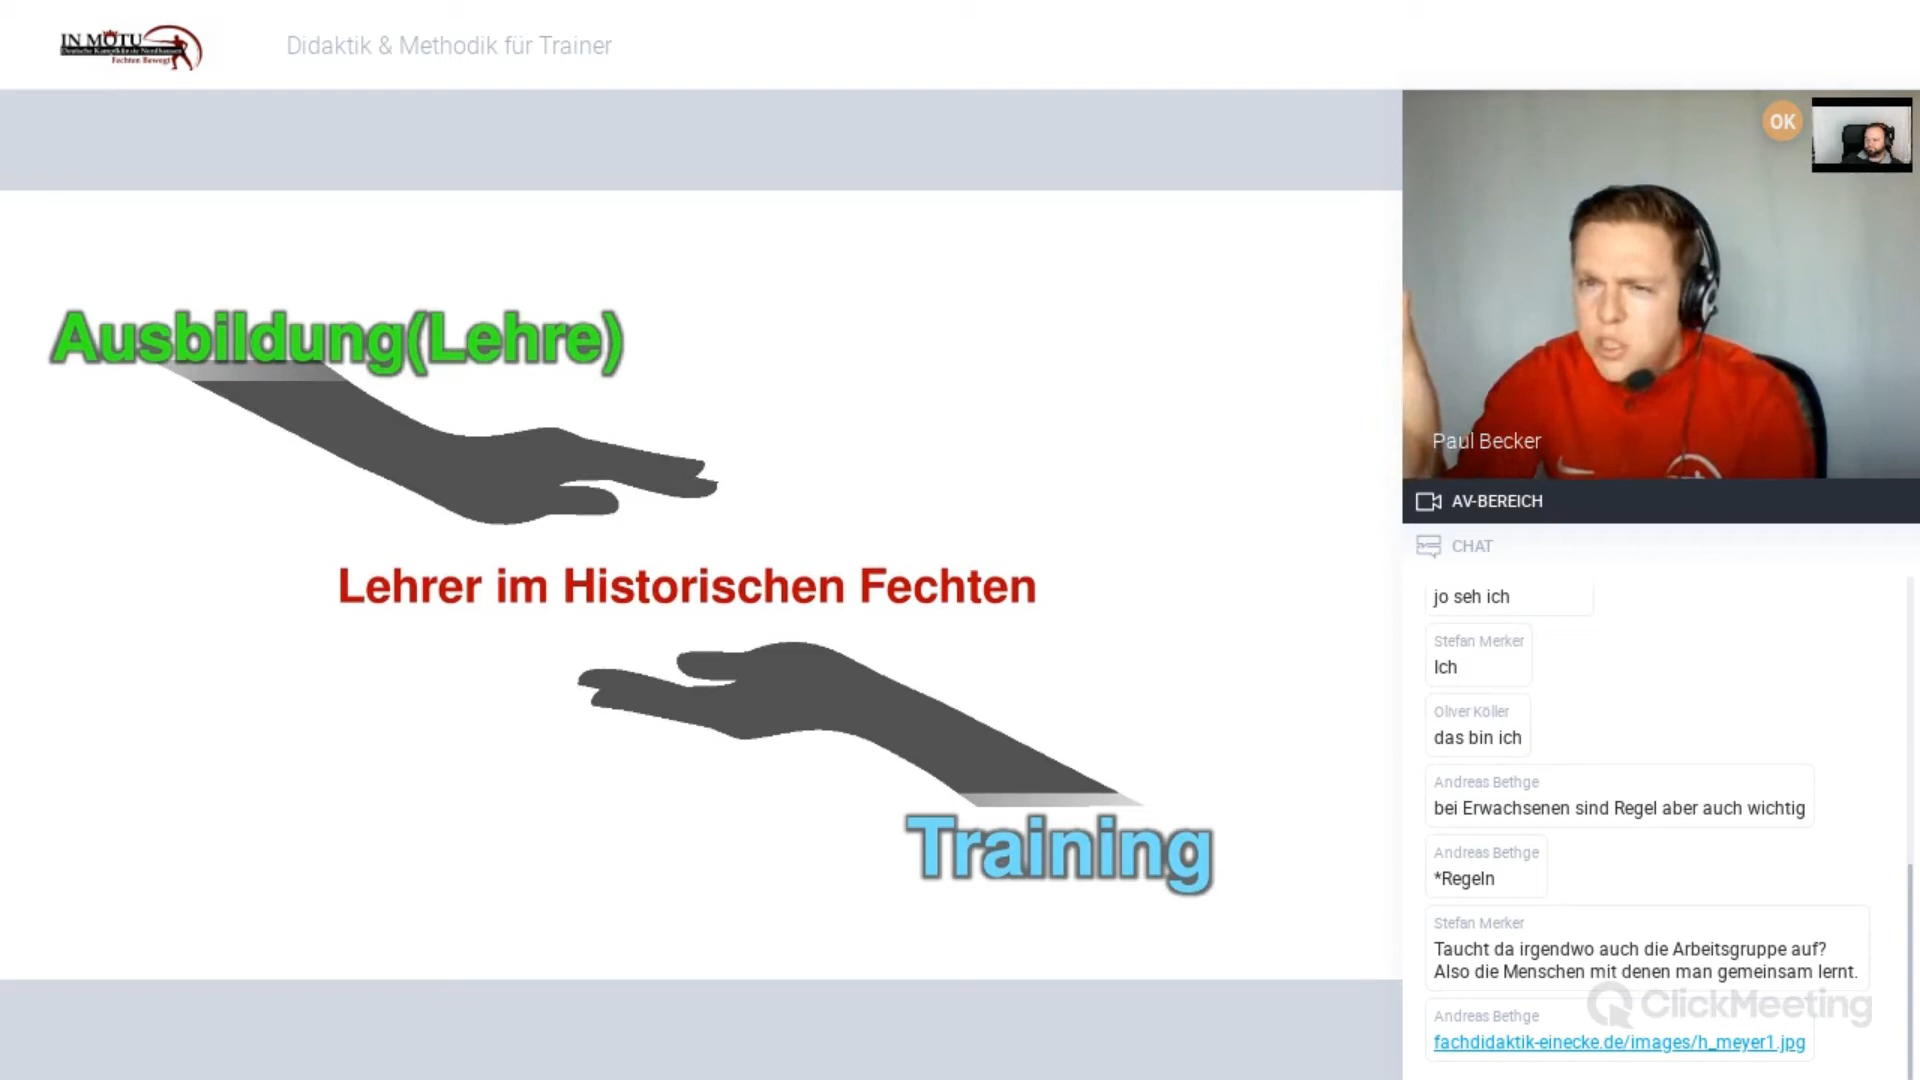 IN MOTU
Fechten Bewegt
Didaktik & Methodik für Trainer
Ausbildung(Lehre)
Lehrer im Historischen Fechten
Training
OK
Paul Becker
AV-BEREICH
CHAT
jo seh ich
Stefan Merker
Ich
Oliver Köller
das bin ich
Andreas Bethge
bei Erwachsenen sind Regel aber auch wichtig
Andreas Bethge
*Regeln
Stefan Merker
Taucht da irgendwo auch die Arbeitsgruppe auf?
Also die Menschen mit denen man gemeinsam lernt.
ClickMeeting
Andreas Bethge
fachdidaktik-einecke.de/images/h_meyer1.jpg